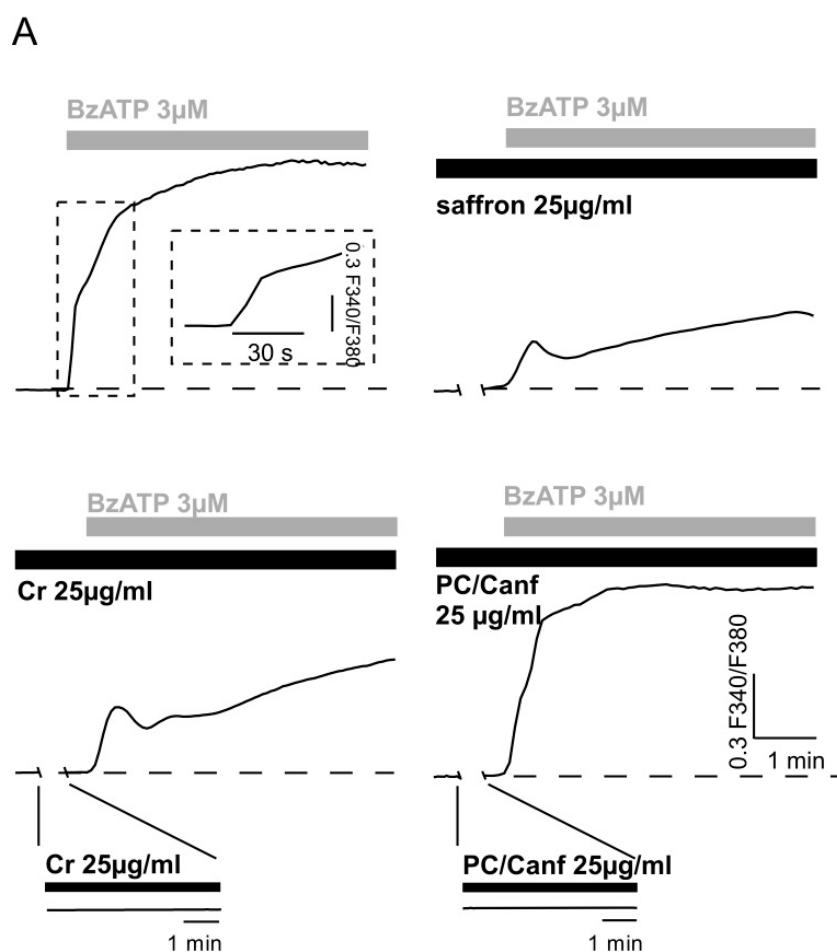 A
BzATP 3µM
0.3 F340/F380
30 s
BzATP 3µM
saffron 25µg/ml
BzATP 3µM
Cr 25µg/ml
Cr 25µg/ml
1 min
BzATP 3µM
PC/Canf
25 µg/ml
0.3 F340/F380
1 min
PC/Canf 25µg/ml
1 min